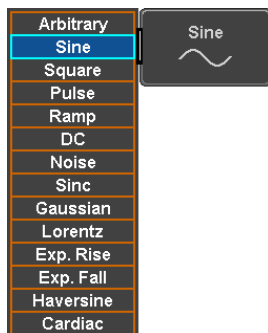 Arbitrary
Sine
Square
Pulse
Ramp
DC
Noise
Sinc
Gaussian
Lorentz
Exp. Rise
Exp. Fall
Haversine
Cardiac
Sine